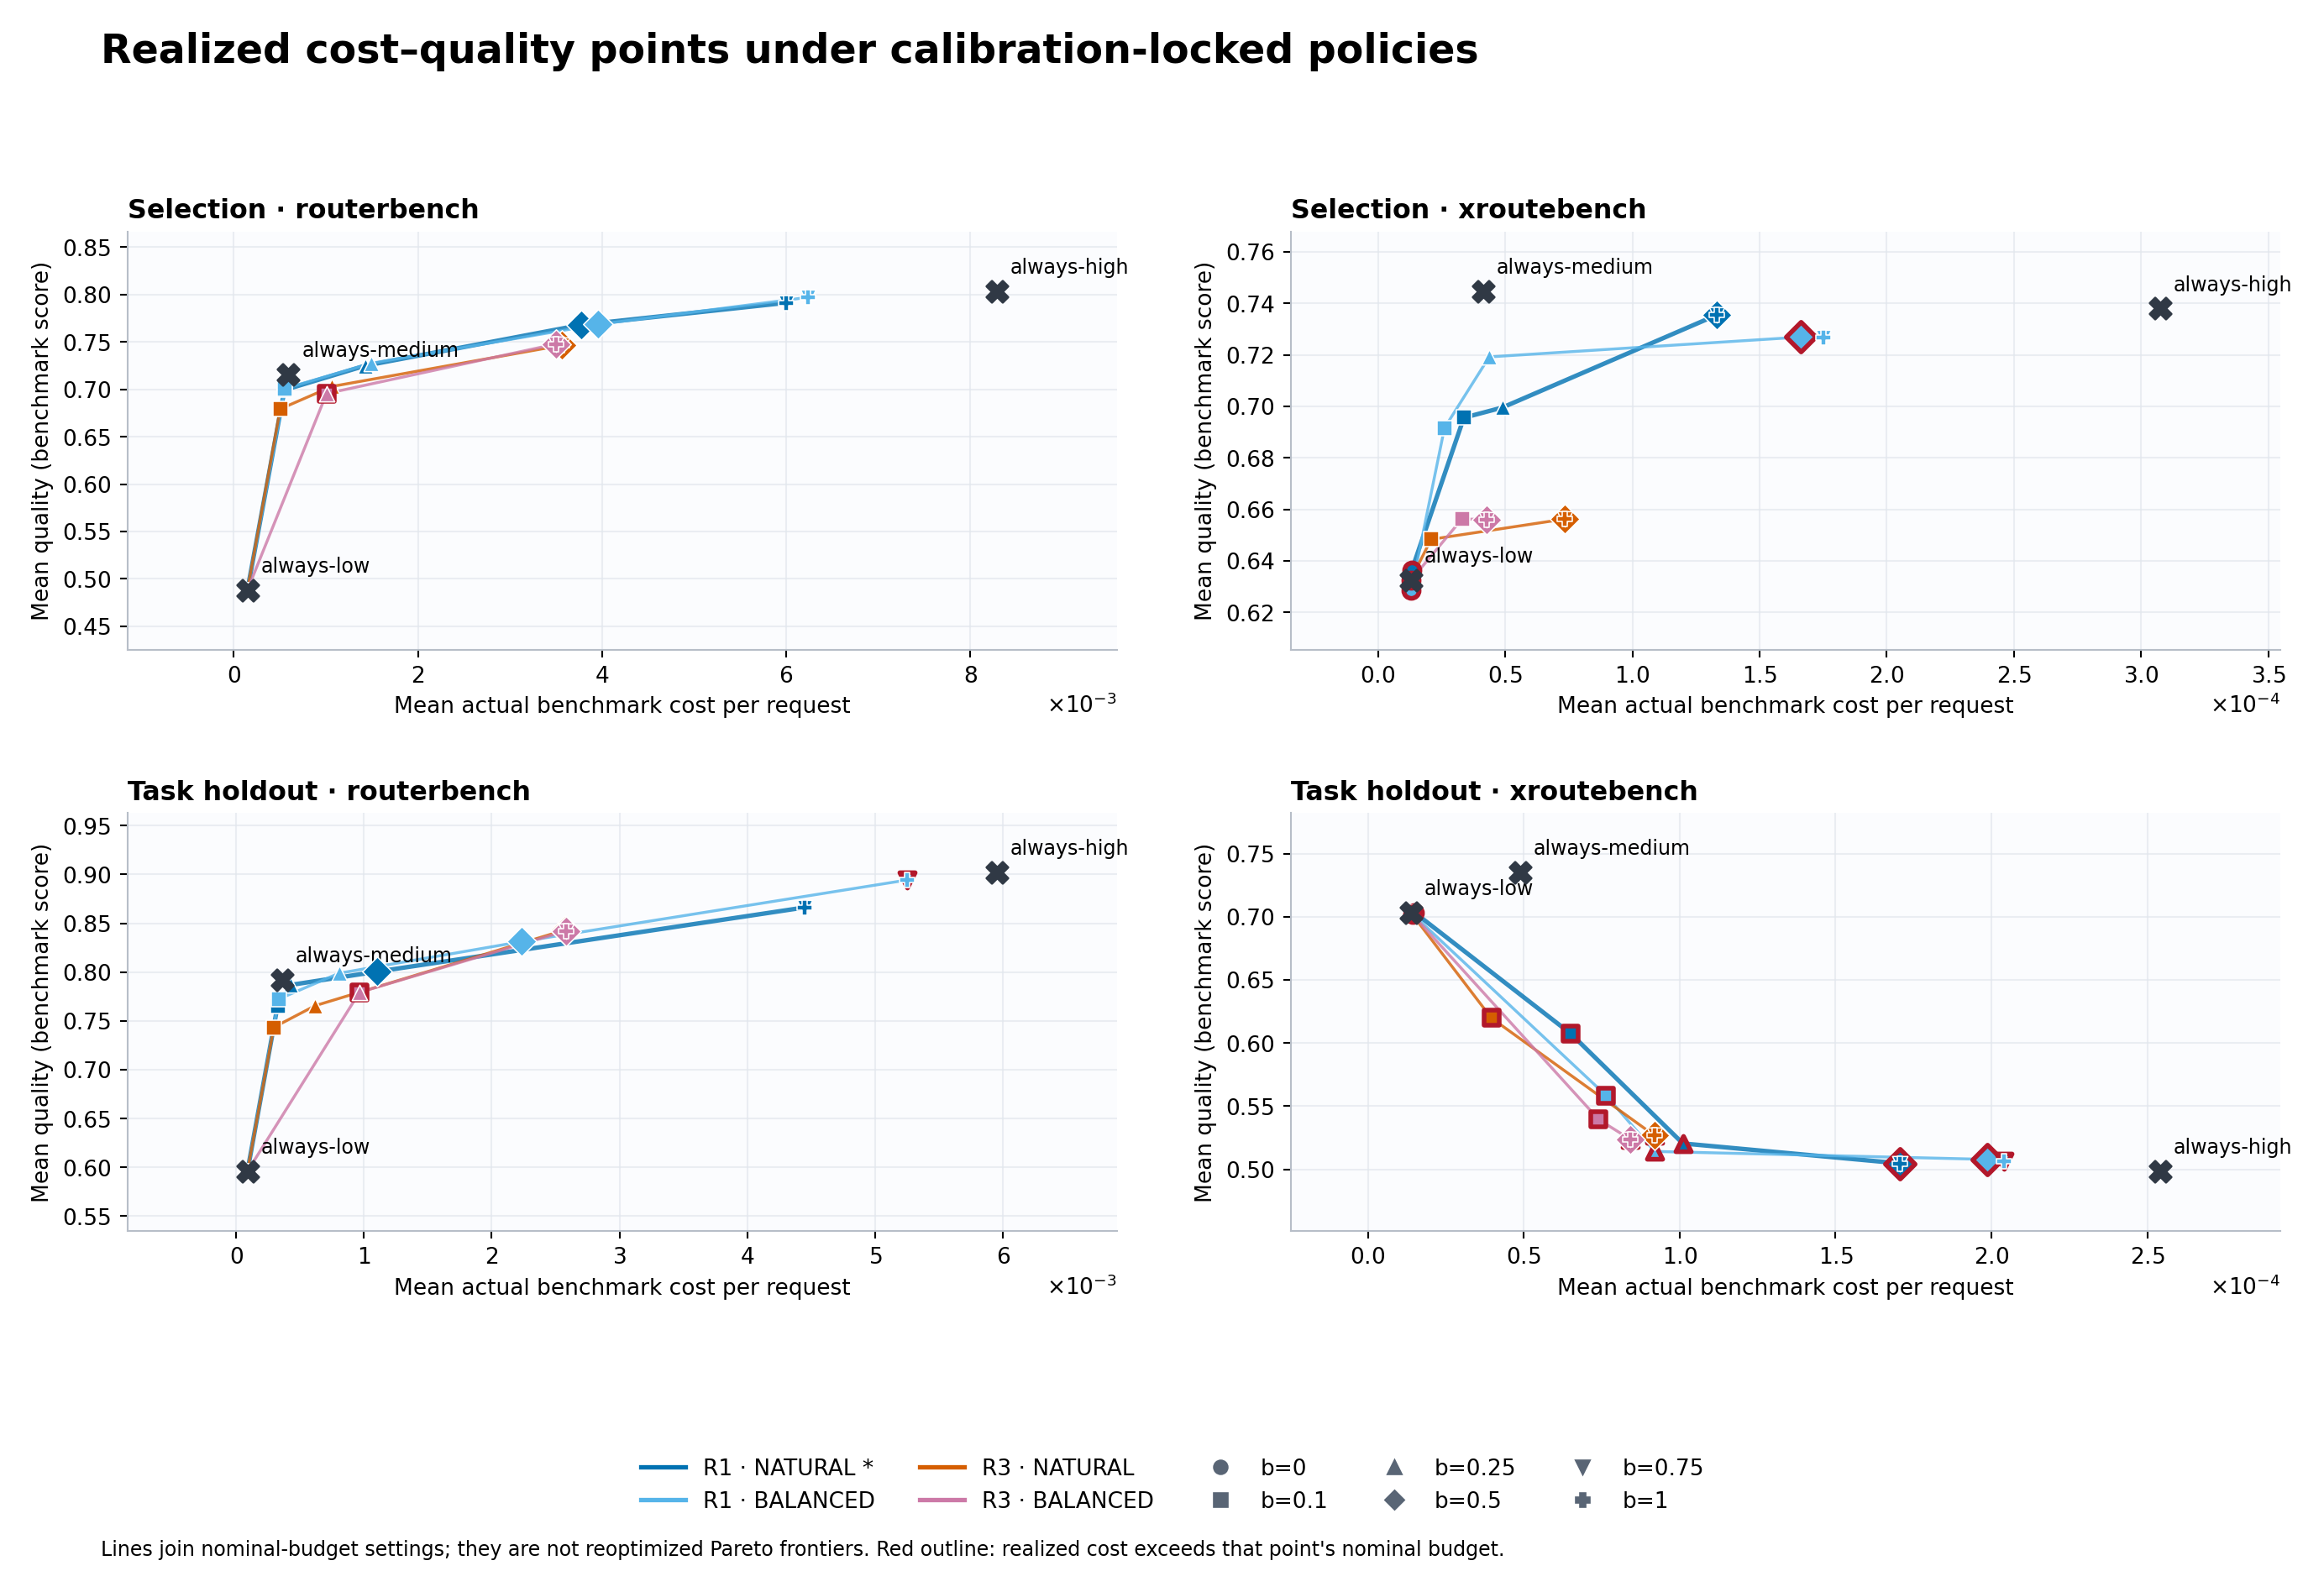 Realized cost–quality points under calibration-locked policies
Selection · routerbench
Mean quality (benchmark score)
0.85
0.80
0.75
0.70
0.65
0.60
0.55
0.50
0.45
always-high
always-medium
always-low
0 2 4 6 8
Mean actual benchmark cost per request
×10⁻³
Selection · xroutebench
Mean quality (benchmark score)
0.76
0.74
0.72
0.70
0.68
0.66
0.64
0.62
always-medium
always-high
always-low
0.0 0.5 1.0 1.5 2.0 2.5 3.0 3.5
Mean actual benchmark cost per request
×10⁻⁴
Task holdout · routerbench
Mean quality (benchmark score)
0.95
0.90
0.85
0.80
0.75
0.70
0.65
0.60
0.55
always-high
always-medium
always-low
0 1 2 3 4 5 6
Mean actual benchmark cost per request
×10⁻³
Task holdout · xroutebench
Mean quality (benchmark score)
0.75
0.70
0.65
0.60
0.55
0.50
always-medium
always-low
always-high
0.0 0.5 1.0 1.5 2.0 2.5
Mean actual benchmark cost per request
×10⁻⁴
R1 · NATURAL * R3 · NATURAL b=0 b=0.25 b=0.75
R1 · BALANCED R3 · BALANCED b=0.1 b=0.5 b=1
Lines join nominal-budget settings; they are not reoptimized Pareto frontiers. Red outline: realized cost exceeds that point's nominal budget.